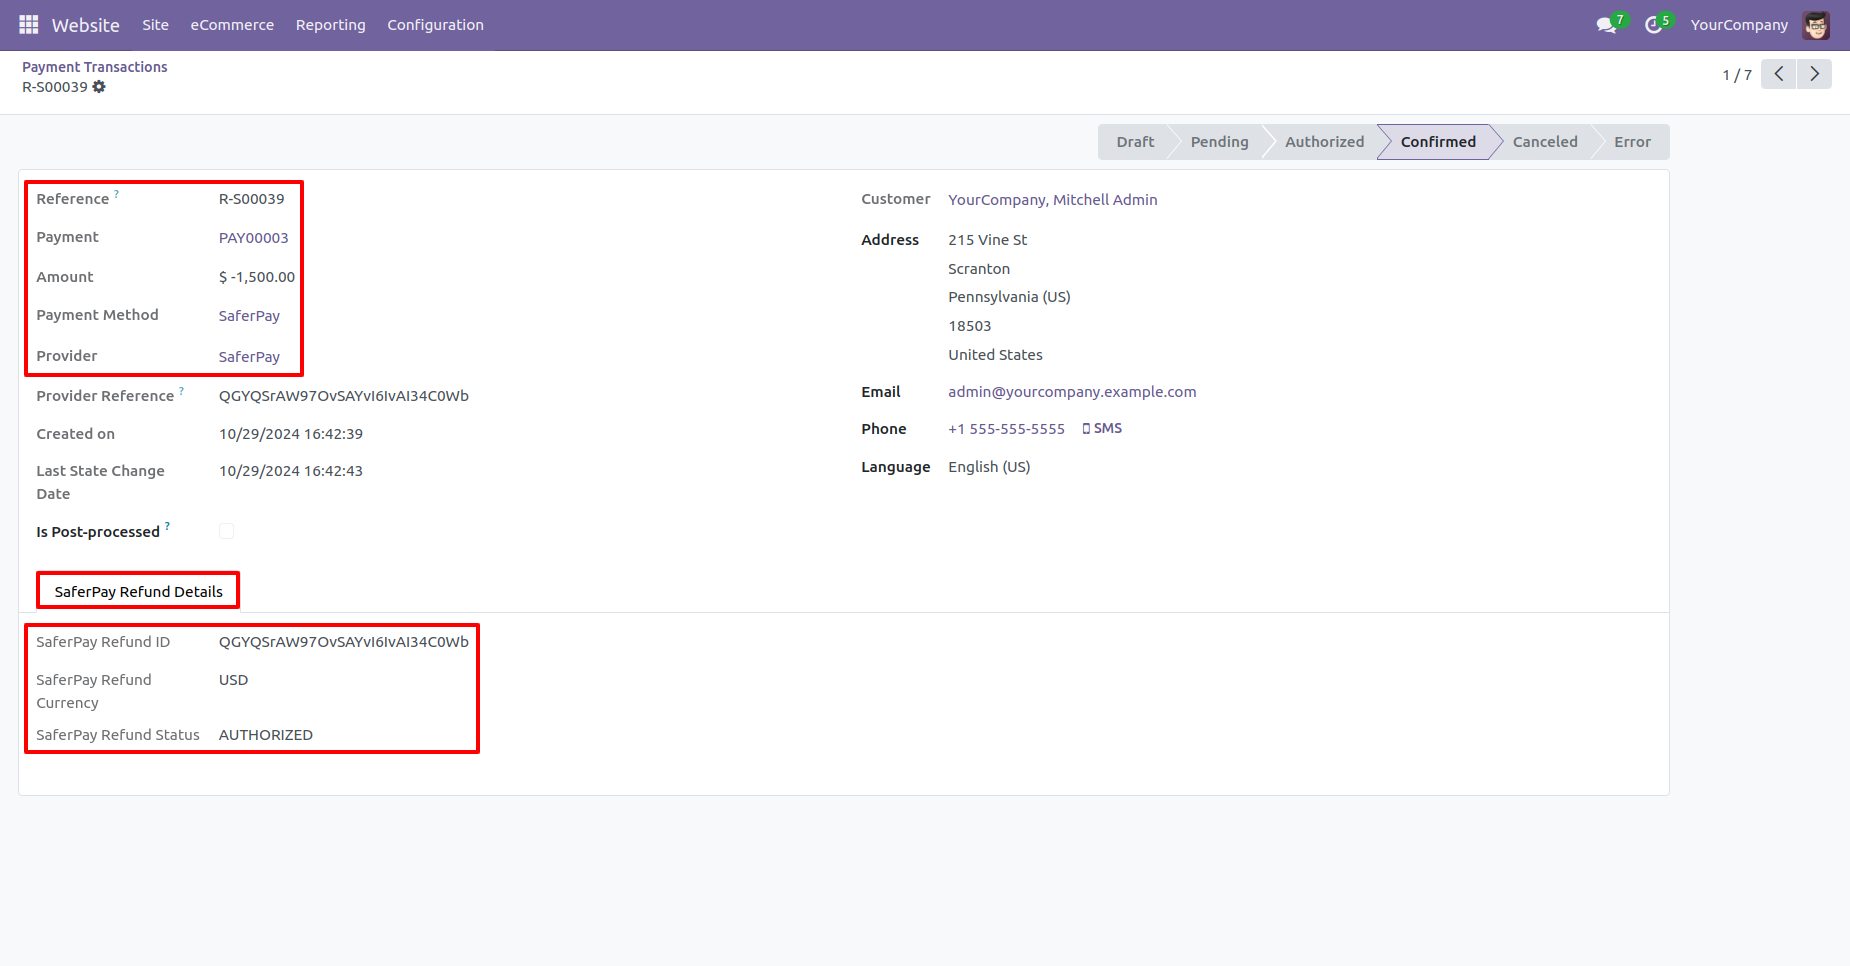 Website Site eCommerce Reporting Configuration 7 5 YourCompany
Payment Transactions
R-S00039
1 / 7
Draft Pending Authorized Confirmed Canceled Error
Reference ? R-S00039
Payment PAY00003
Amount $ -1,500.00
Payment Method SaferPay
Provider SaferPay
Provider Reference ? QGYQSrAW97OvSAYvI6IvAI34C0Wb
Created on 10/29/2024 16:42:39
Last State Change
Date
10/29/2024 16:42:43
Is Post-processed ?
Customer YourCompany, Mitchell Admin
Address 215 Vine St
Scranton
Pennsylvania (US)
18503
United States
Email admin@yourcompany.example.com
Phone +1 555-555-5555 SMS
Language English (US)
SaferPay Refund Details
SaferPay Refund ID QGYQSrAW97OvSAYvI6IvAI34C0Wb
SaferPay Refund
Currency
USD
SaferPay Refund Status AUTHORIZED